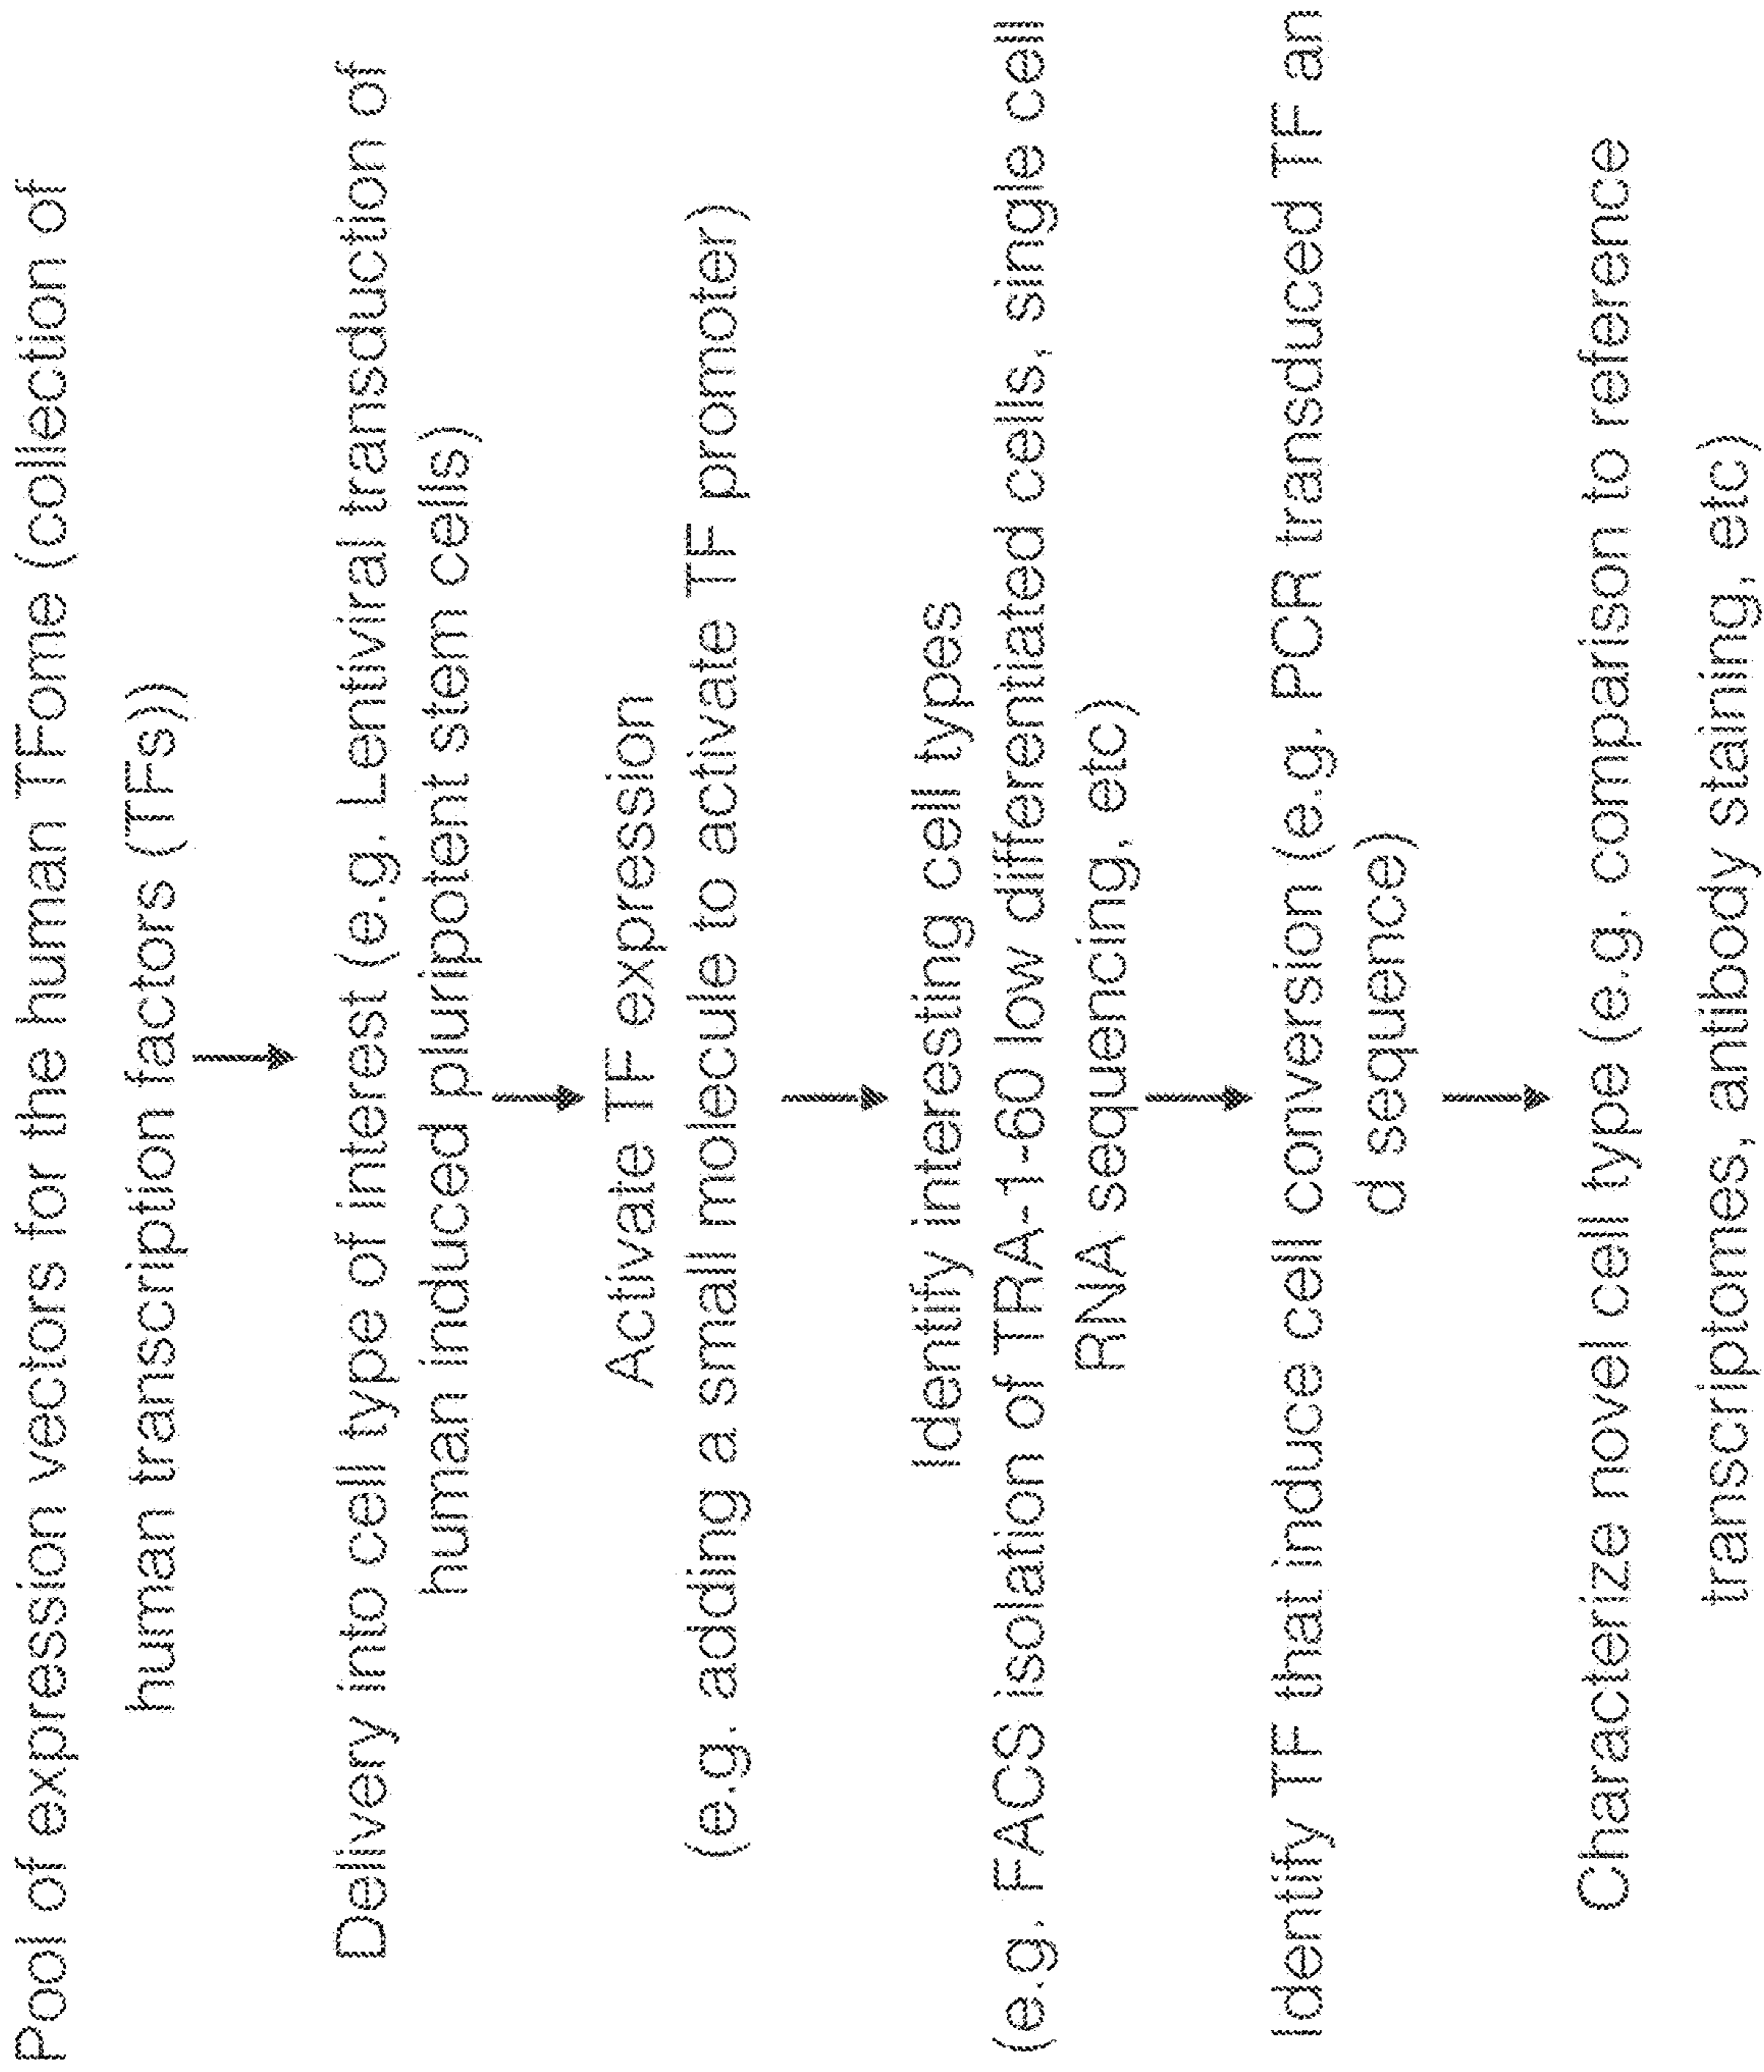 Pool of expression vectors for the human TFome (collection of
human transcription factors (TFs))
Delivery into cell type of interest (e.g. Lentiviral transduction of
human induced pluripotent stem cells)
Activate TF expression
(e.g. adding a small molecule to activate TF promoter)
Identify interesting cell types
(e.g. FACS isolation of TRA-1-60 low differentiated cells, single cell
RNA sequencing, etc)
Identify TF that induce cell conversion (e.g. PCR transduced TF an
d sequence)
Characterize novel cell type (e.g. comparison to reference
transcriptomes, antibody staining, etc)